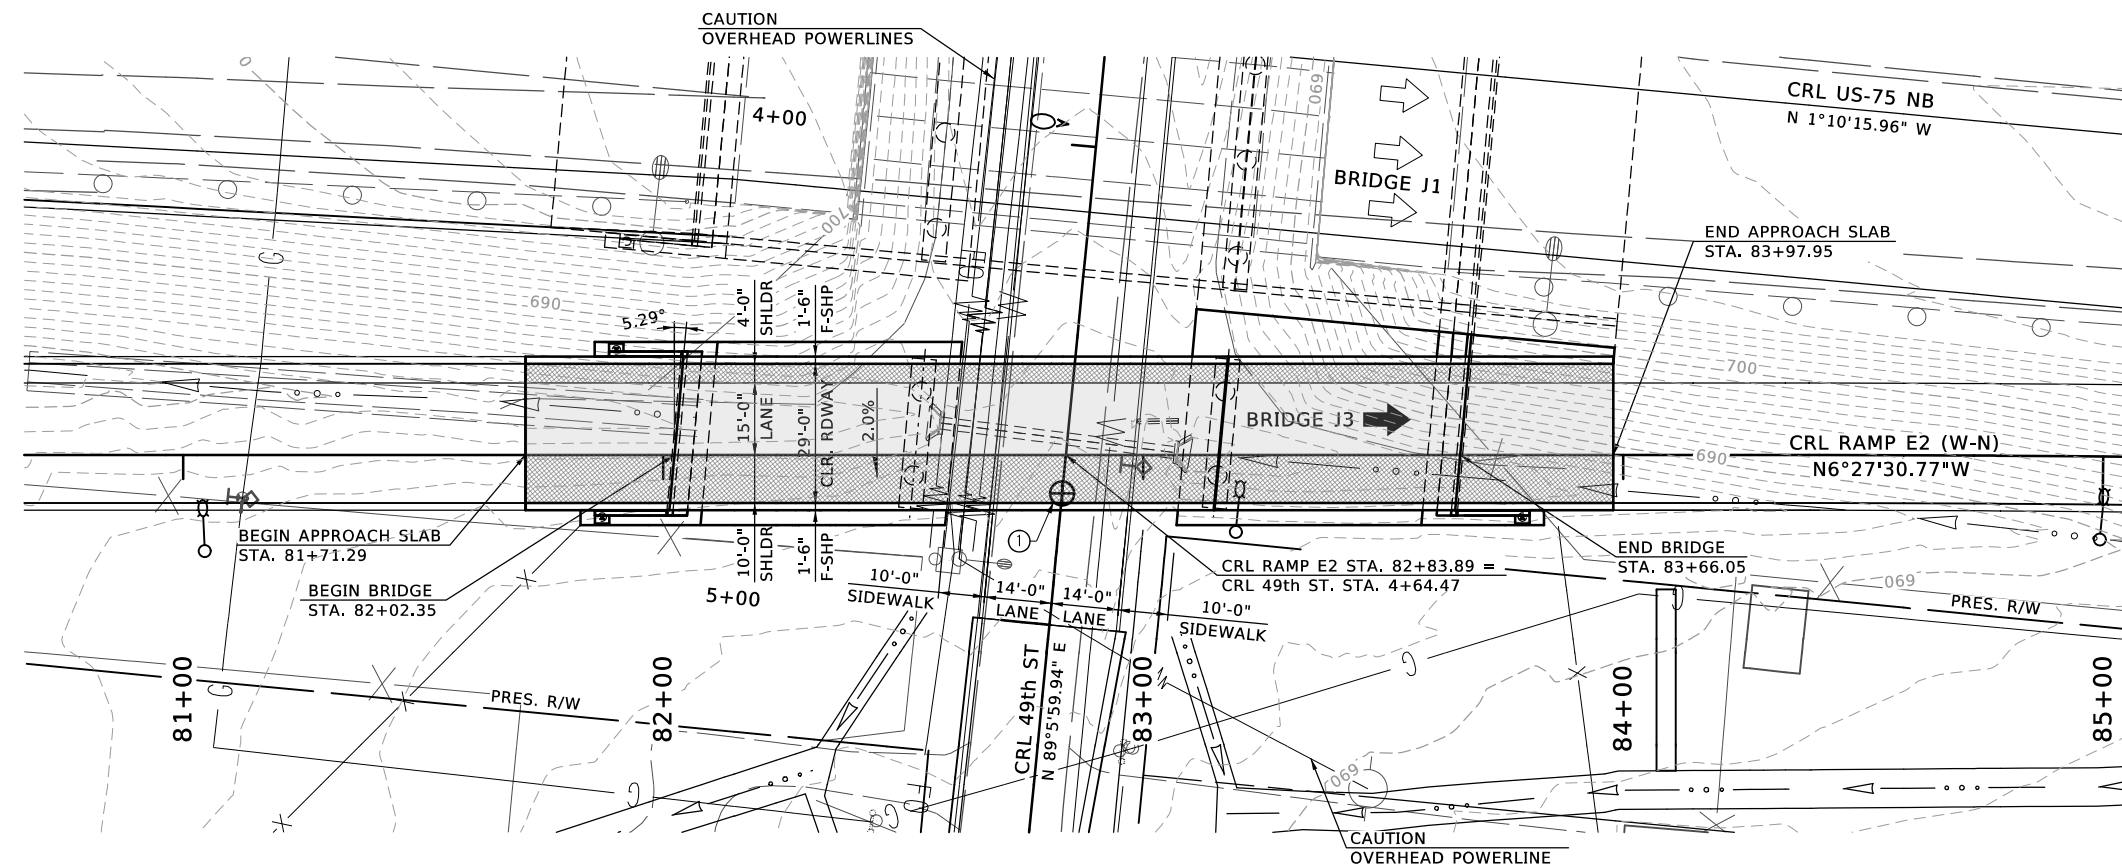 CAUTION
OVERHEAD POWERLINES
4+00
CRL US-75 NB
N 1°10'15.96" W
690
BRIDGE J1
700
END APPROACH SLAB
STA. 83+97.95
690
5.29°
4'-0"
SHLDR
1'-6"
F-SHP
15'-0"
LANE
29'-0"
CLR. RDWAY
2.0%
BRIDGE J3
700
CRL RAMP E2 (W-N)
N6°27'30.77"W
690
BEGIN APPROACH SLAB
STA. 81+71.29
BEGIN BRIDGE
STA. 82+02.35
10'-0"
SHLDR
1'-6"
F-SHP
1
END BRIDGE
STA. 83+66.05
CRL RAMP E2 STA. 82+83.89 =
CRL 49th ST. STA. 4+64.47
10'-0"
SIDEWALK
14'-0"
LANE
14'-0"
LANE
10'-0"
SIDEWALK
5+00
690
PRES. R/W
PRES. R/W
CRL 49th ST
N 89°5'59.94" E
81+00
82+00
83+00
84+00
85+00
690
CAUTION
OVERHEAD POWERLINE